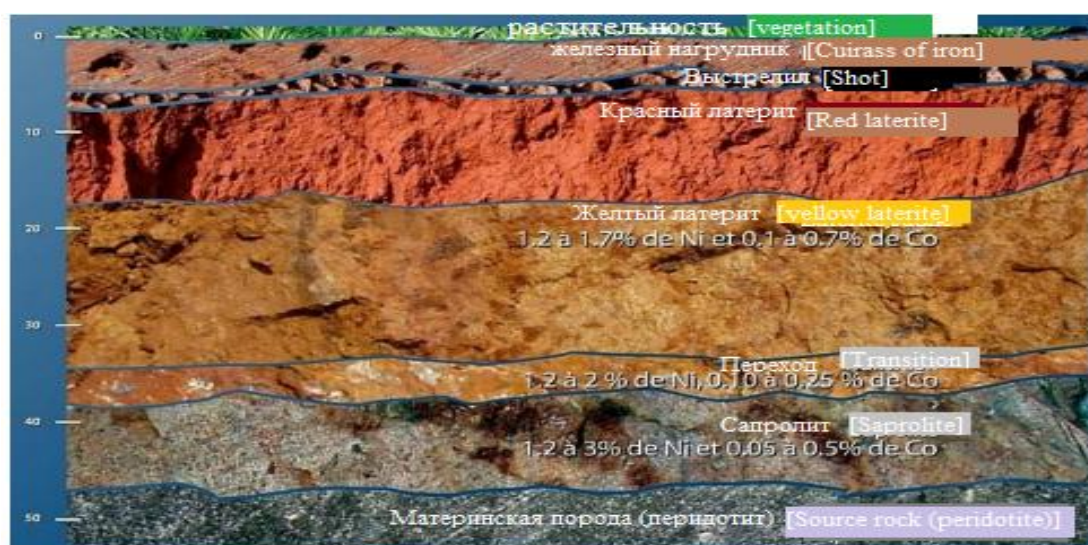 0 растительность [vegetation]
железный нагрудник [[Cuirass of iron]
Выстрелил [Shot]
Красный латерит [Red laterite]
10
Желтый латерит [yellow laterite]
20
1.2 à 1.7% de Ni et 0,1 à 0.7% de Co
30
Переход [Transition]
1.2 à 2 % de Ni, 0,10 à 0,25 % de Co
40
Сапролит [Saprolite]
1.2 à 3% de Ni et 0.05 à 0.5% de Co
50 Материнская порода (перидотит) [Source rock (peridotite)]